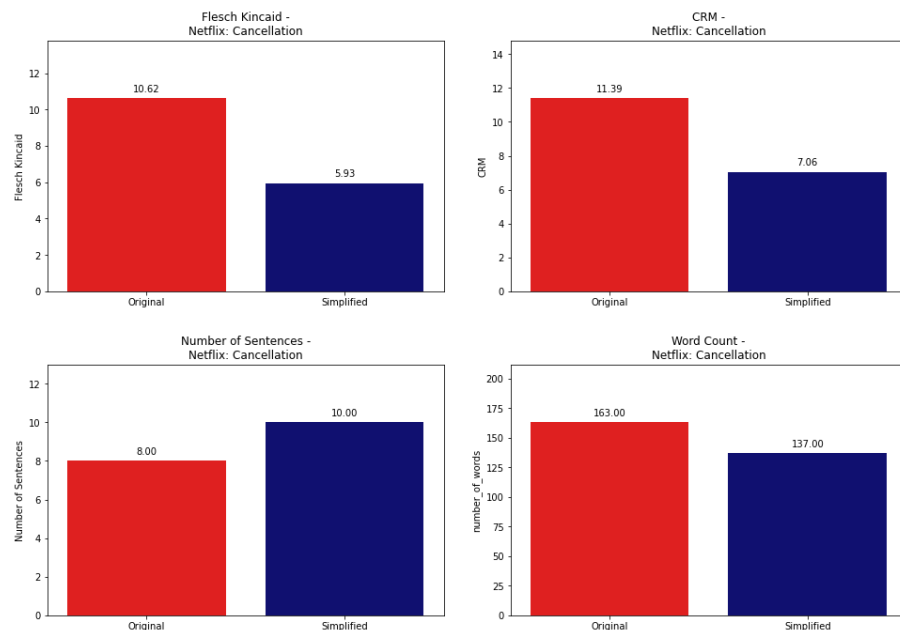 Flesch Kincaid -
Netflix: Cancellation
Flesch Kincaid
12
10
8
6
4
2
0
10.62
5.93
Original
Simplified
CRM -
Netflix: Cancellation
CRM
14
12
10
8
6
4
2
0
11.39
7.06
Original
Simplified
Number of Sentences -
Netflix: Cancellation
Number of Sentences
12
10
8
6
4
2
0
8.00
10.00
Original
Simplified
Word Count -
Netflix: Cancellation
number_of_words
200
175
150
125
100
75
50
25
0
163.00
137.00
Original
Simplified